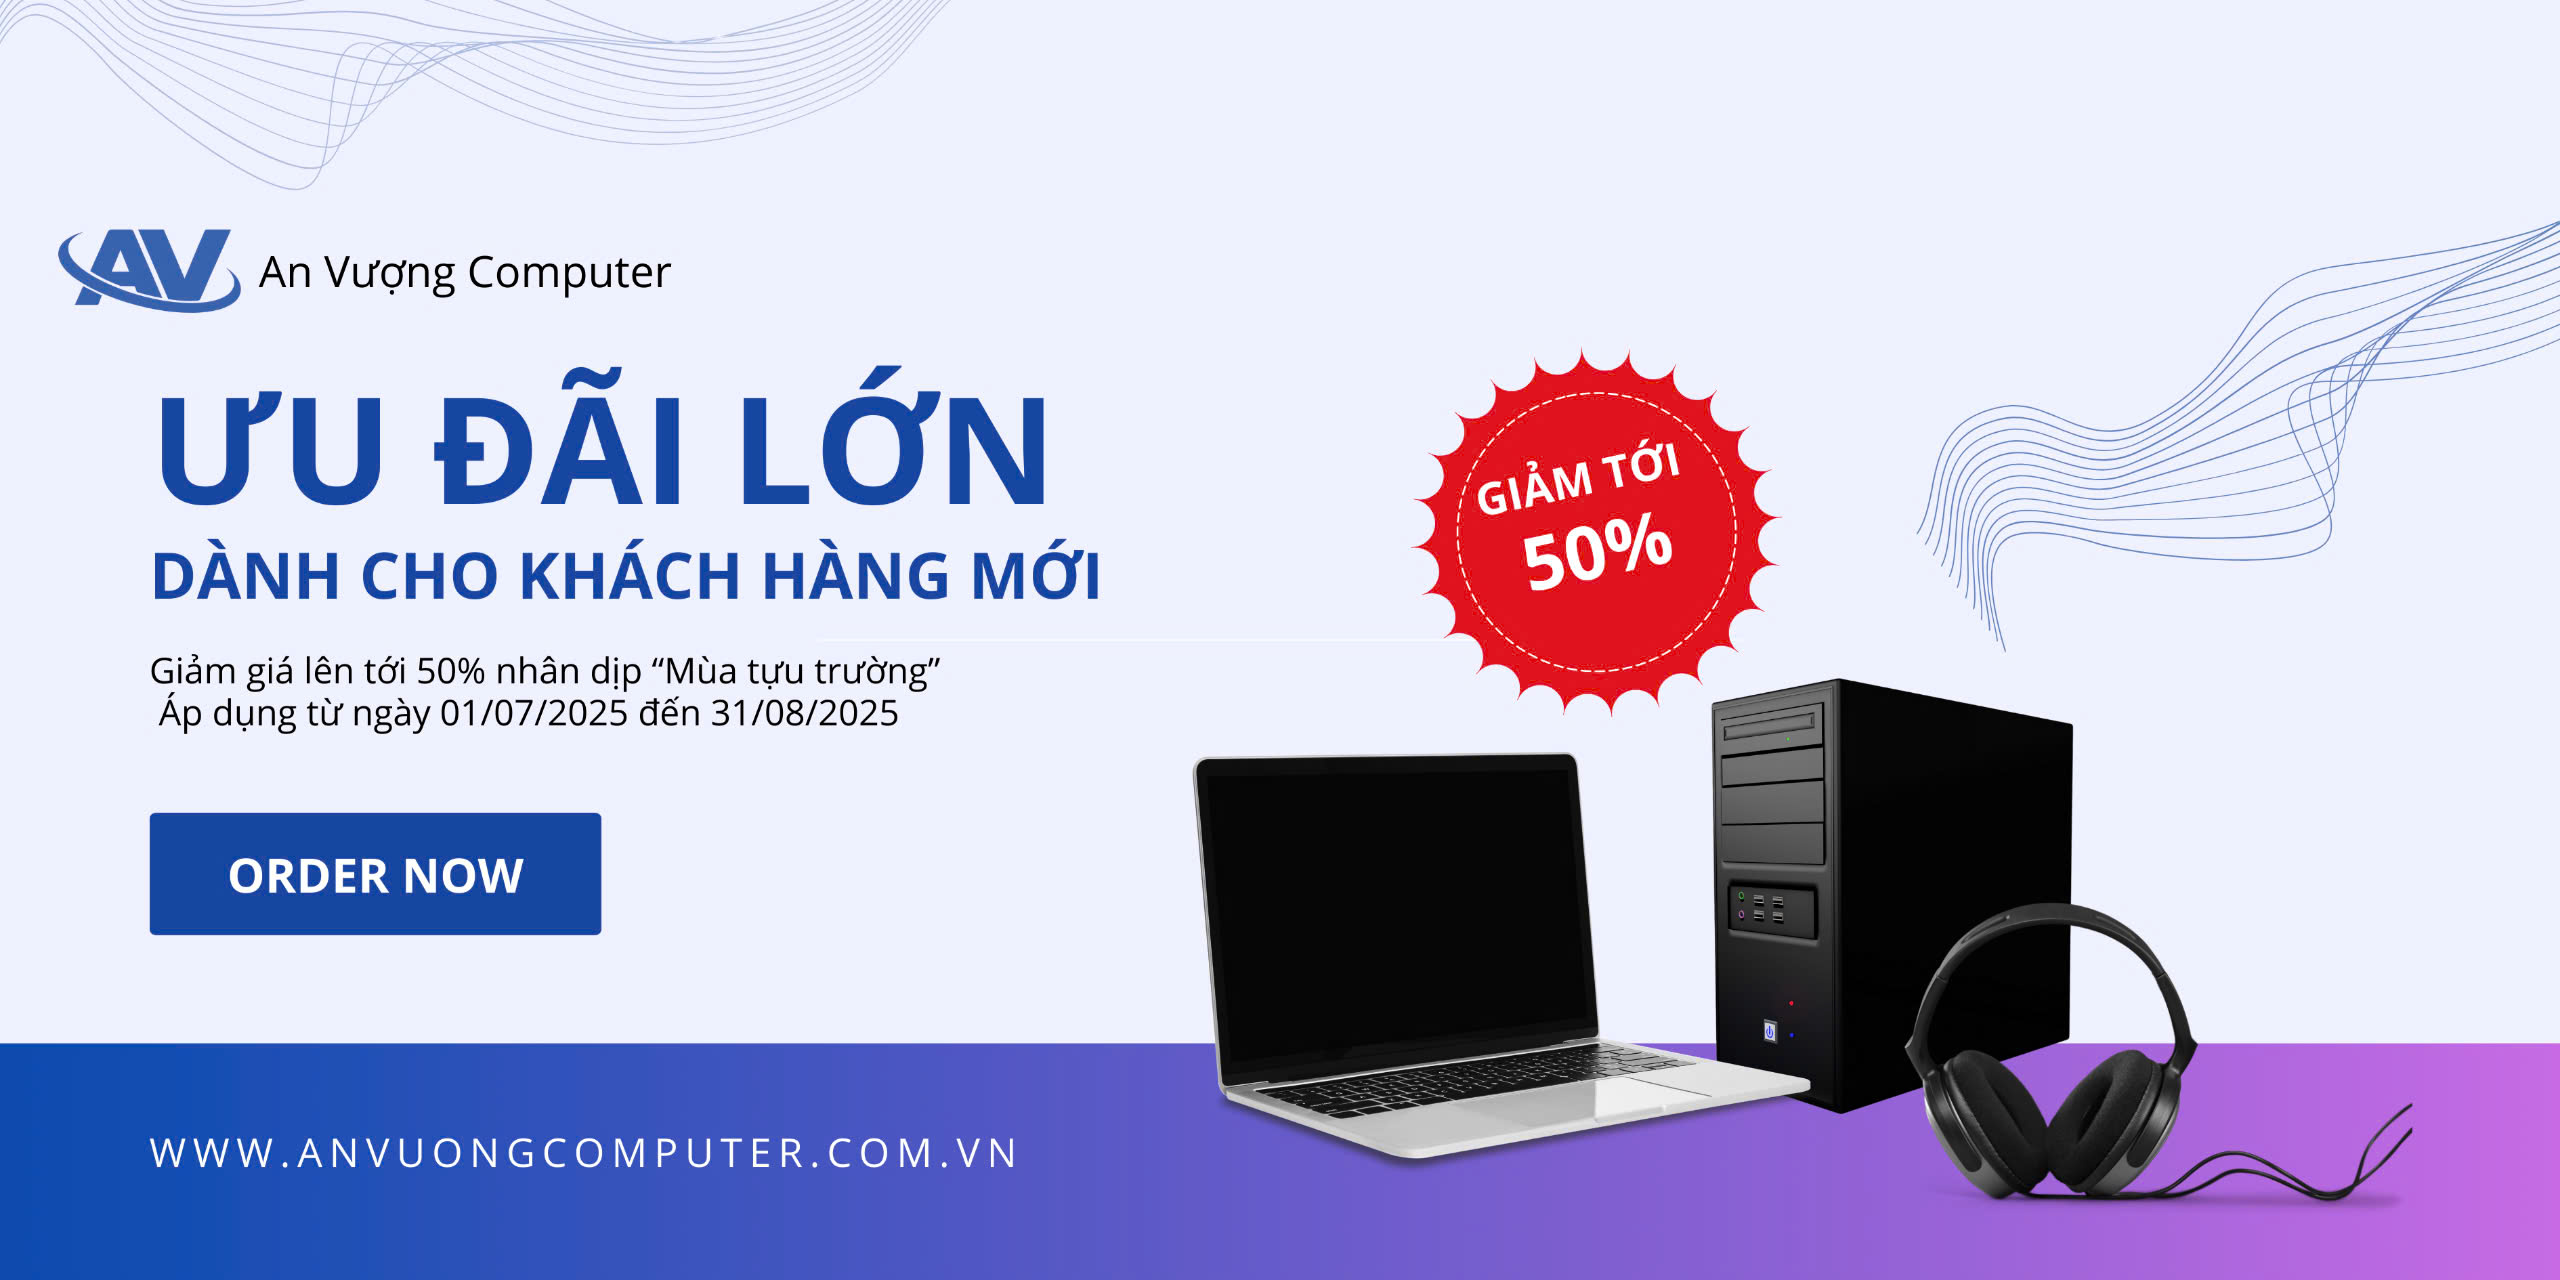 AV An Vượng Computer
ƯU ĐÃI LỚN
DÀNH CHO KHÁCH HÀNG MỚI
Giảm giá lên tới 50% nhân dịp “Mùa tựu trường”
Áp dụng từ ngày 01/07/2025 đến 31/08/2025
ORDER NOW
GIẢM TỚI
50%
WWW.ANVUONGCOMPUTER.COM.VN